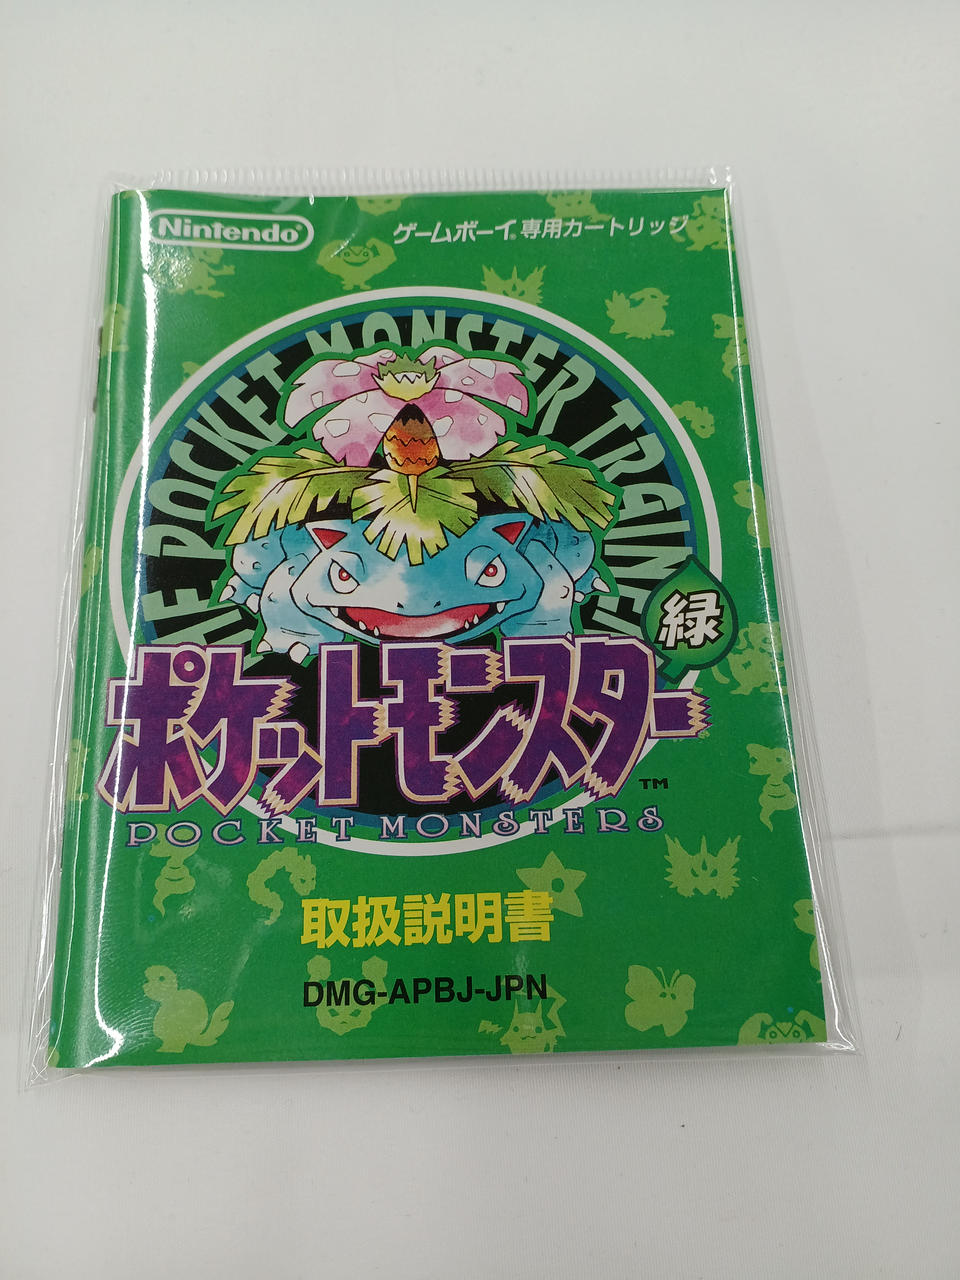 Nintendo®
ゲームボーイ®専用カートリッジ
THE POCKET MONSTER TRAINER
緑
ポケットモンスター
TM
POCKET MONSTERS
取扱説明書
DMG-APBJ-JPN